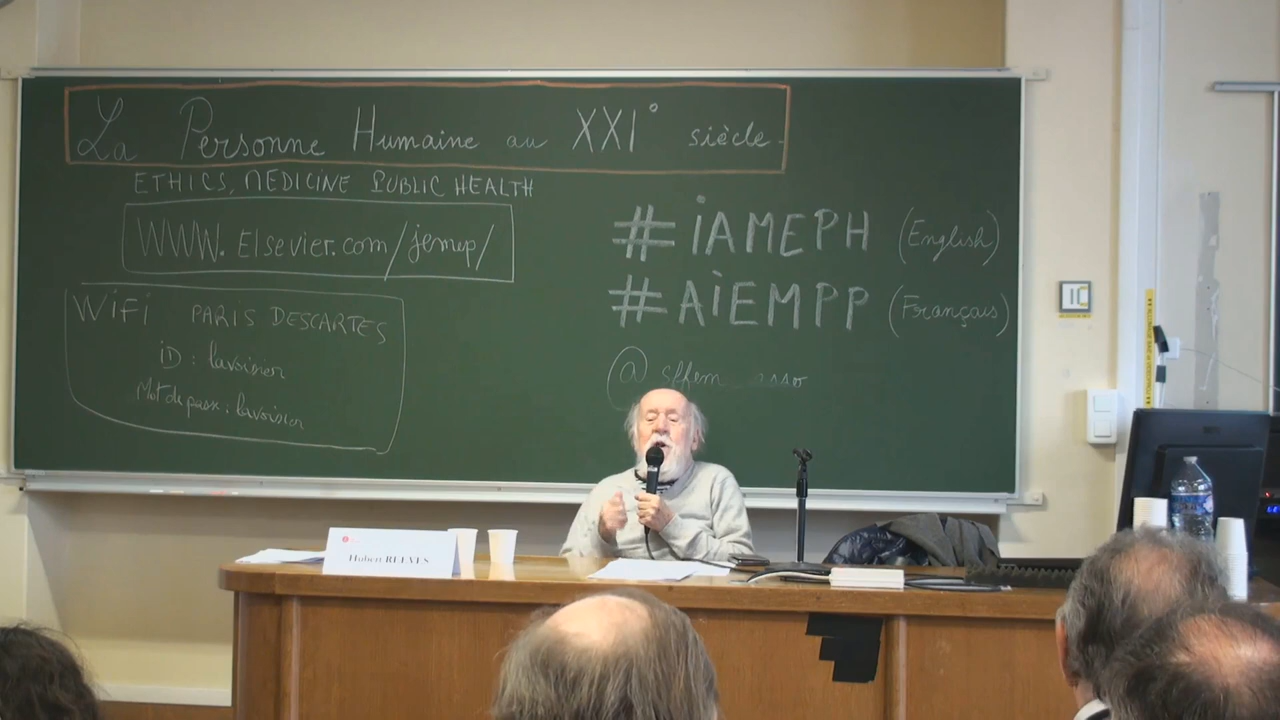 La Personne Humaine au XXI° siècle.
ETHICS, MEDICINE PUBLIC HEALTH
WWW. Elsevier.com/jemep/
WiFi PARIS DESCARTES
iD : lavoisier
Mot de passe : lavoisier
# iAMEPH (English)
# AiEMPP (Français)
@ sffem_asso
Hubert REEVES